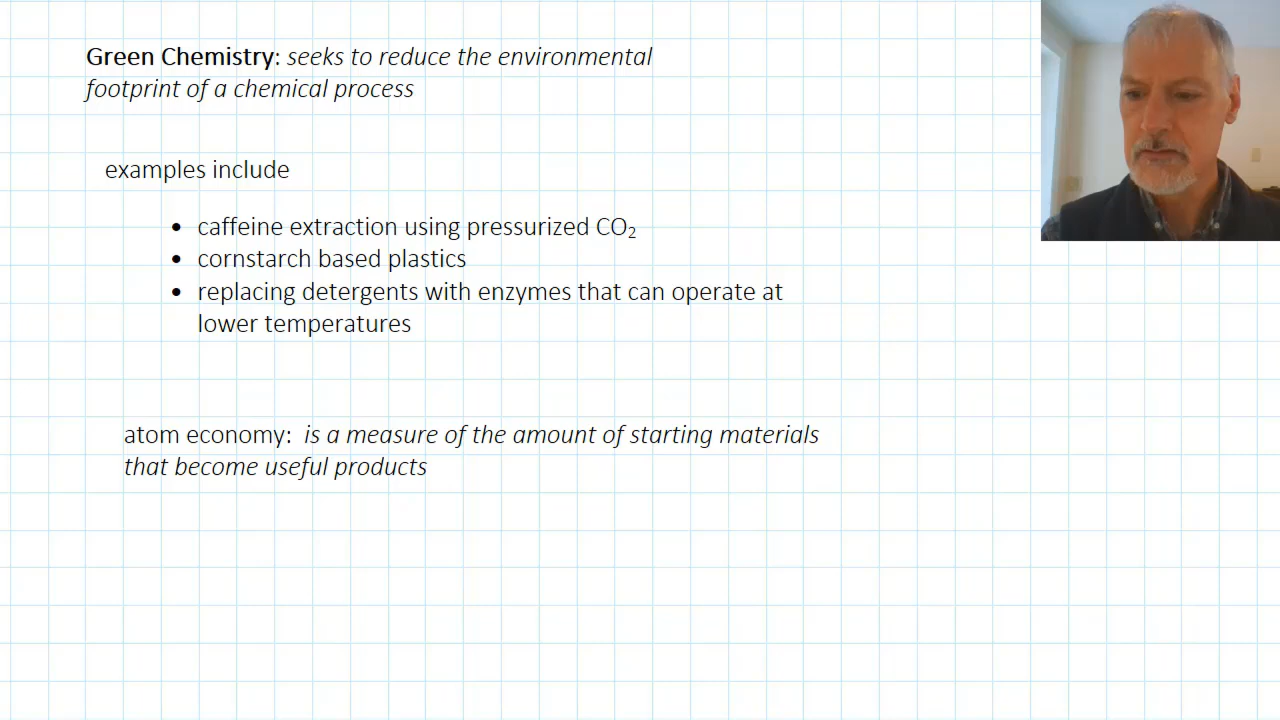 Green Chemistry: seeks to reduce the environmental
footprint of a chemical process
examples include
• caffeine extraction using pressurized CO₂
• cornstarch based plastics
• replacing detergents with enzymes that can operate at
lower temperatures
atom economy: is a measure of the amount of starting materials
that become useful products